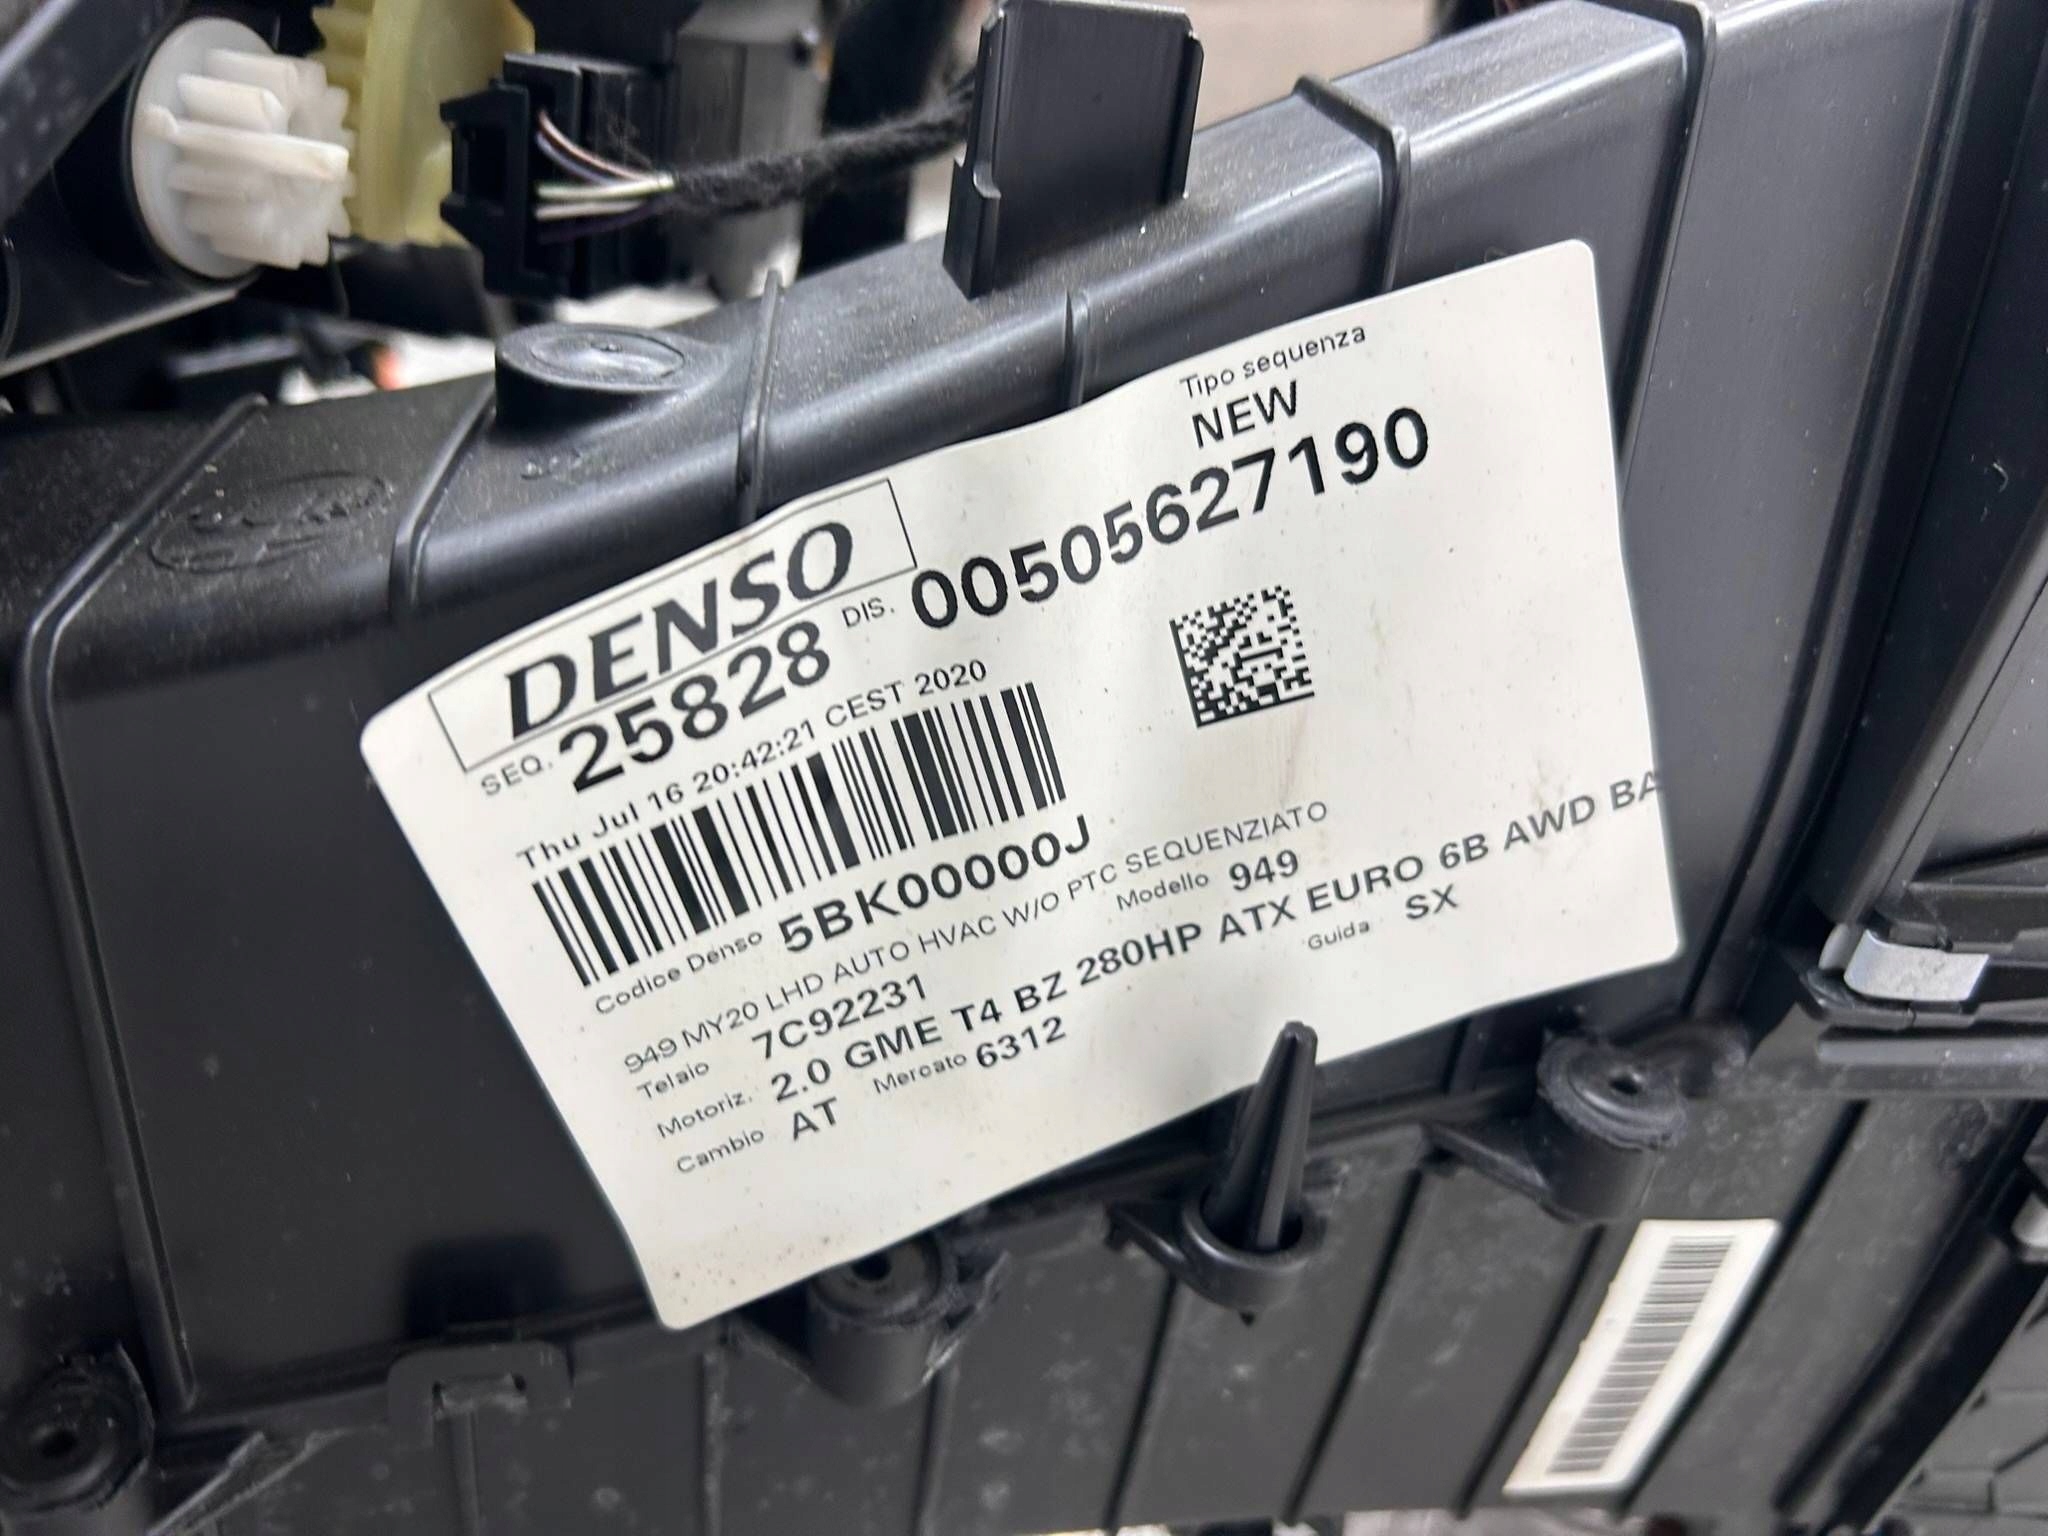 Tipo sequenza
NEW
DENSO
SEQ. 25828 DIS. 00505627190
Thu Jul 16 20:42:21 CEST 2020
Codice Denso 5BK00000J
949 MY20 LHD AUTO HVAC W/O PTC SEQUENZIATO
Telaio 7C92231 Modello 949
Motoriz. 2.0 GME T4 BZ 280HP ATX EURO 6B AWD BA
Cambio AT Mercato 6312 Guida SX